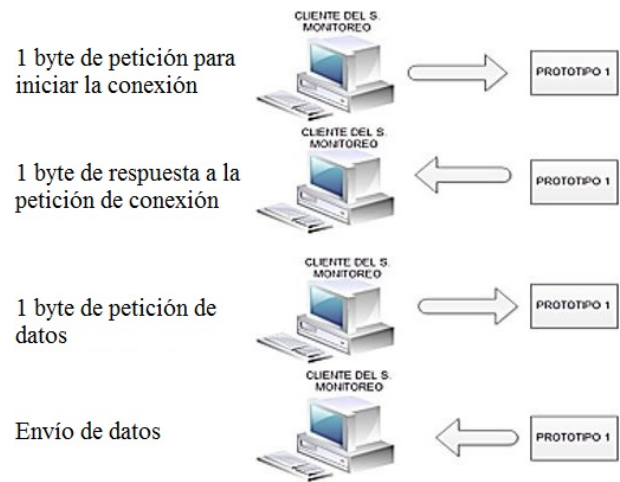 CLIENTE DEL S.
MONITOREO
1 byte de petición para
iniciar la conexión
PROTOTIPO 1
CLIENTE DEL S.
MONITOREO
1 byte de respuesta a la
petición de conexión
PROTOTIPO 1
CLIENTE DEL S.
MONITOREO
1 byte de petición de
datos
PROTOTIPO 1
CLIENTE DEL S.
MONITOREO
Envío de datos
PROTOTIPO 1